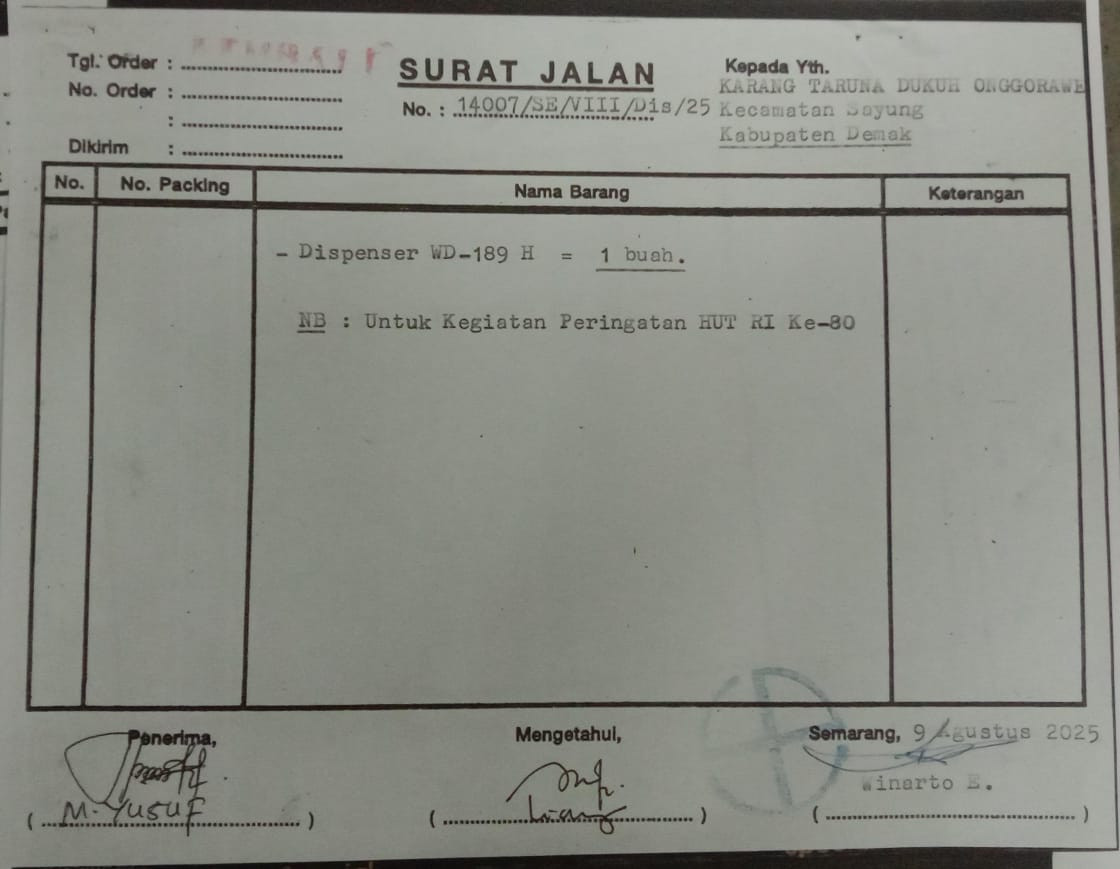 Tgl. Order :
SURAT JALAN
Kepada Yth.
No. Order :
No. : 14007/SE/VIII/Dis/25
KARANG TARUNA DUKUH ONGGORAWE
Kecamatan Sayung
:
Kabupaten Demak
Dikirim :
No. No. Packing Nama Barang Keterangan
- Dispenser WD-189 H = 1 buah.
NB : Untuk Kegiatan Peringatan HUT RI Ke-80
Penerima, Mengetahui, Semarang, 9 Agustus 2025
Winarto E.
( M. YUSUF ) ( ) ( )